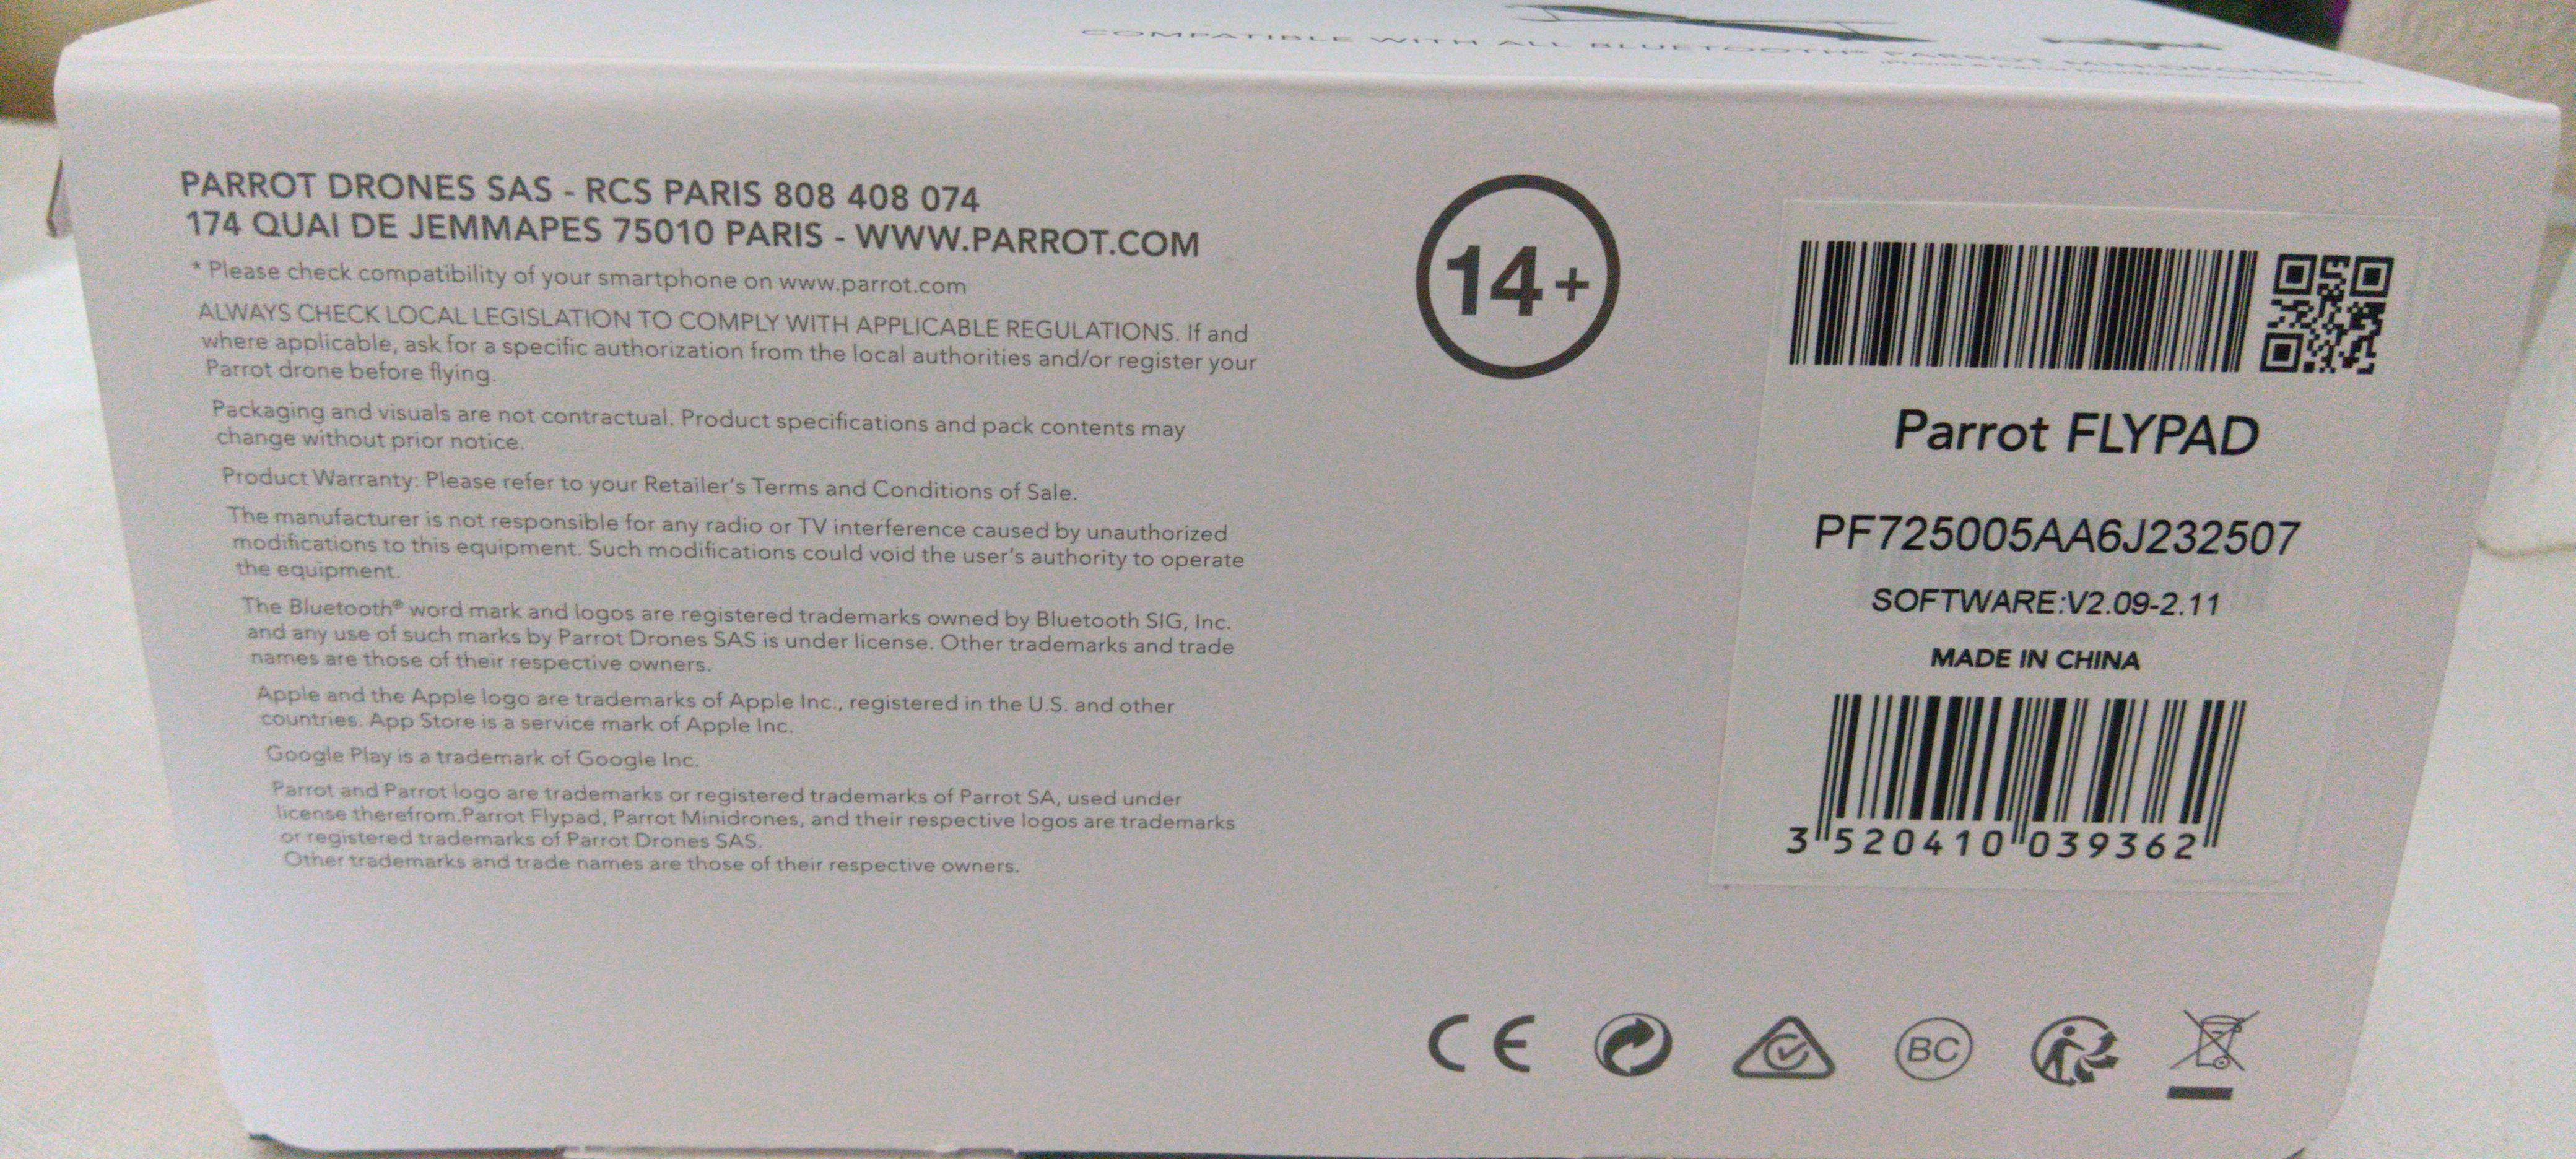 COMPATIBLE WITH ALL BLUETOOTH® PARROT MINIDRONES
PARROT DRONES SAS - RCS PARIS 808 408 074
174 QUAI DE JEMMAPES 75010 PARIS - WWW.PARROT.COM
* Please check compatibility of your smartphone on www.parrot.com
ALWAYS CHECK LOCAL LEGISLATION TO COMPLY WITH APPLICABLE REGULATIONS. If and
where applicable, ask for a specific authorization from the local authorities and/or register your
Parrot drone before flying.
Packaging and visuals are not contractual. Product specifications and pack contents may
change without prior notice.
Product Warranty: Please refer to your Retailer's Terms and Conditions of Sale.
The manufacturer is not responsible for any radio or TV interference caused by unauthorized
modifications to this equipment. Such modifications could void the user's authority to operate
the equipment.
The Bluetooth® word mark and logos are registered trademarks owned by Bluetooth SIG, Inc.
and any use of such marks by Parrot Drones SAS is under license. Other trademarks and trade
names are those of their respective owners.
Apple and the Apple logo are trademarks of Apple Inc., registered in the U.S. and other
countries. App Store is a service mark of Apple Inc.
Google Play is a trademark of Google Inc.
Parrot and Parrot logo are trademarks or registered trademarks of Parrot SA, used under
license therefrom.Parrot Flypad, Parrot Minidrones, and their respective logos are trademarks
or registered trademarks of Parrot Drones SAS.
Other trademarks and trade names are those of their respective owners.
14+
Parrot FLYPAD
PF725005AA6J232507
SOFTWARE:V2.09-2.11
MADE IN CHINA
3 520410 039362
CE
BC